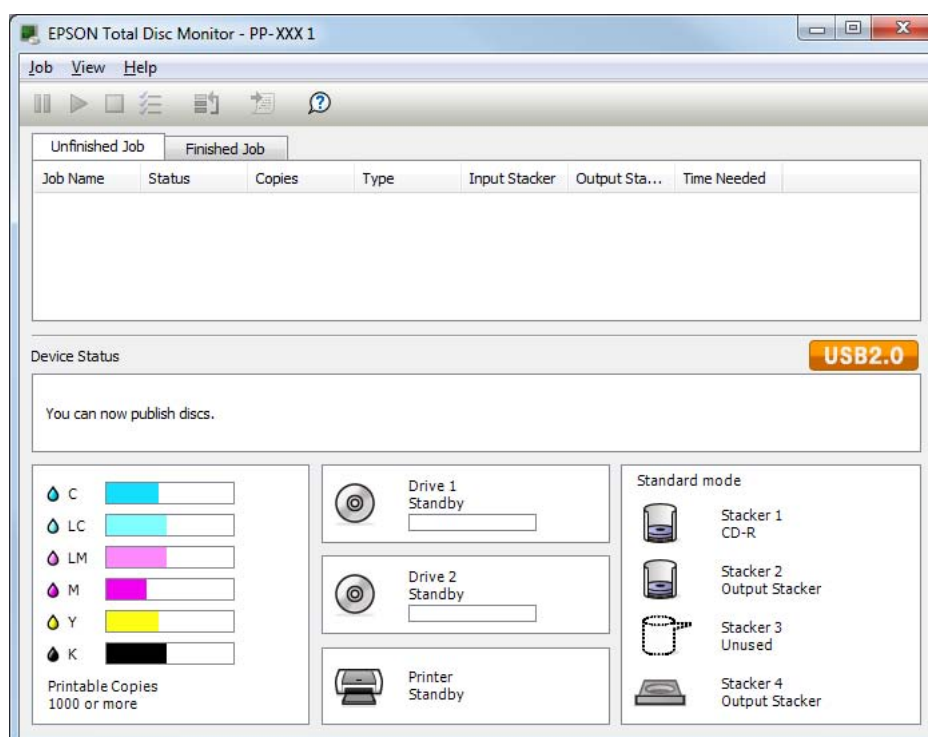 EPSON Total Disc Monitor - PP-XXX 1
Job View Help
Unfinished Job Finished Job
Job Name Status Copies Type Input Stacker Output Sta... Time Needed
Device Status
USB2.0
You can now publish discs.
C
LC
LM
M
Y
K
Printable Copies
1000 or more
Drive 1
Standby
Drive 2
Standby
Printer
Standby
Standard mode
Stacker 1
CD-R
Stacker 2
Output Stacker
Stacker 3
Unused
Stacker 4
Output Stacker